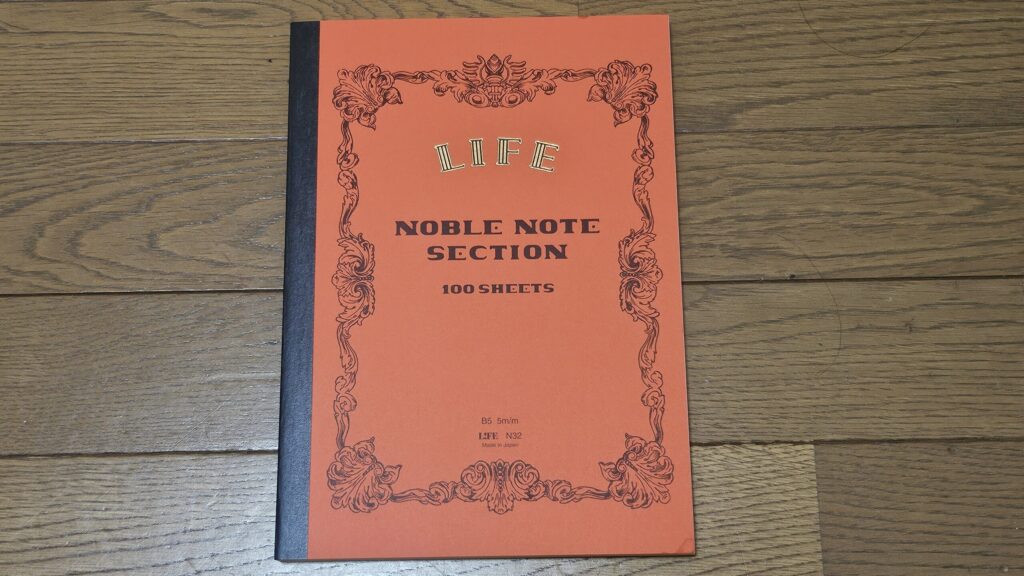 LIFE
NOBLE NOTE
SECTION
100 SHEETS
B5 5m/m
LIFE N32
Made in Japan